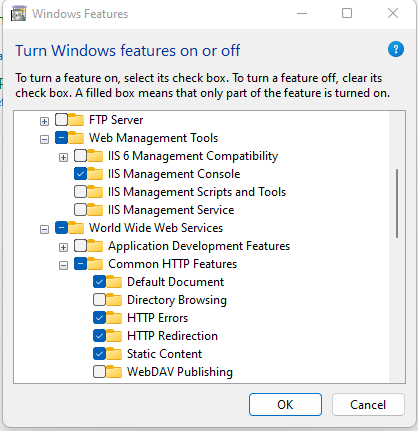 Windows Features
Turn Windows features on or off
To turn a feature on, select its check box. To turn a feature off, clear its
check box. A filled box means that only part of the feature is turned on.
FTP Server
Web Management Tools
IIS 6 Management Compatibility
IIS Management Console
IIS Management Scripts and Tools
IIS Management Service
World Wide Web Services
Application Development Features
Common HTTP Features
Default Document
Directory Browsing
HTTP Errors
HTTP Redirection
Static Content
WebDAV Publishing
OK
Cancel